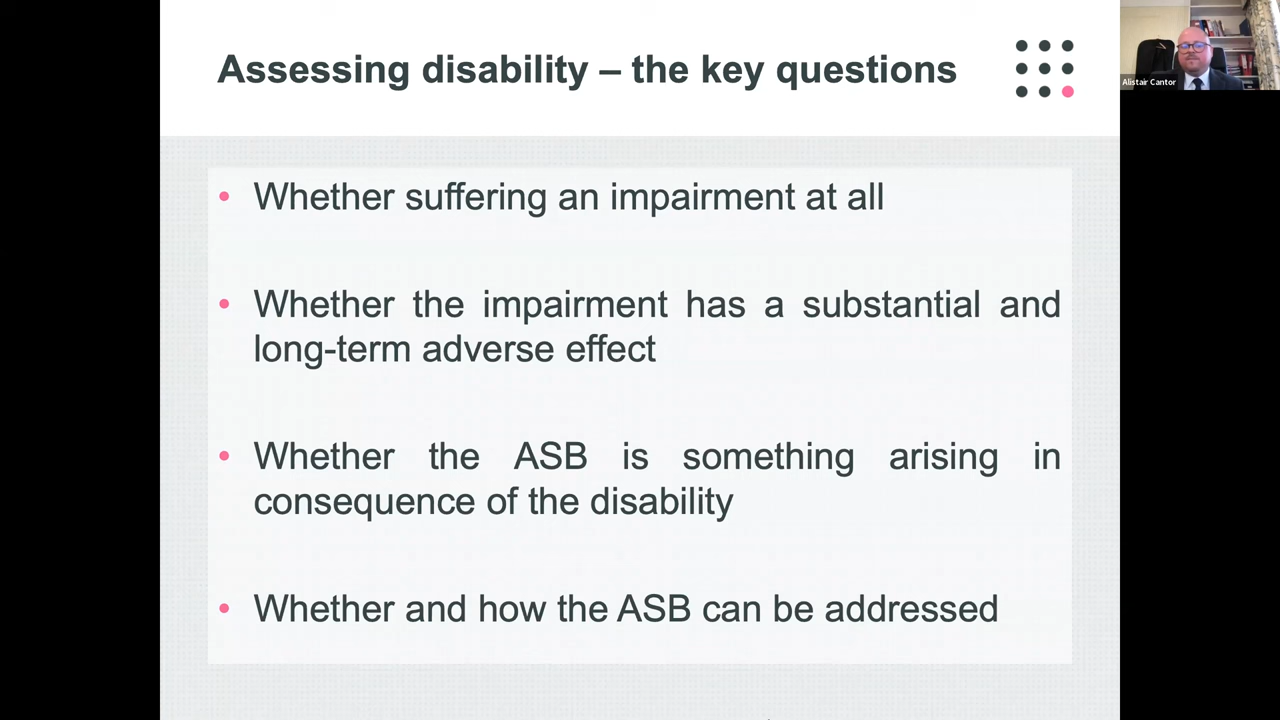 Assessing disability – the key questions
Alistair Cantor
• Whether suffering an impairment at all
• Whether the impairment has a substantial and
long-term adverse effect
• Whether the ASB is something arising in
consequence of the disability
• Whether and how the ASB can be addressed